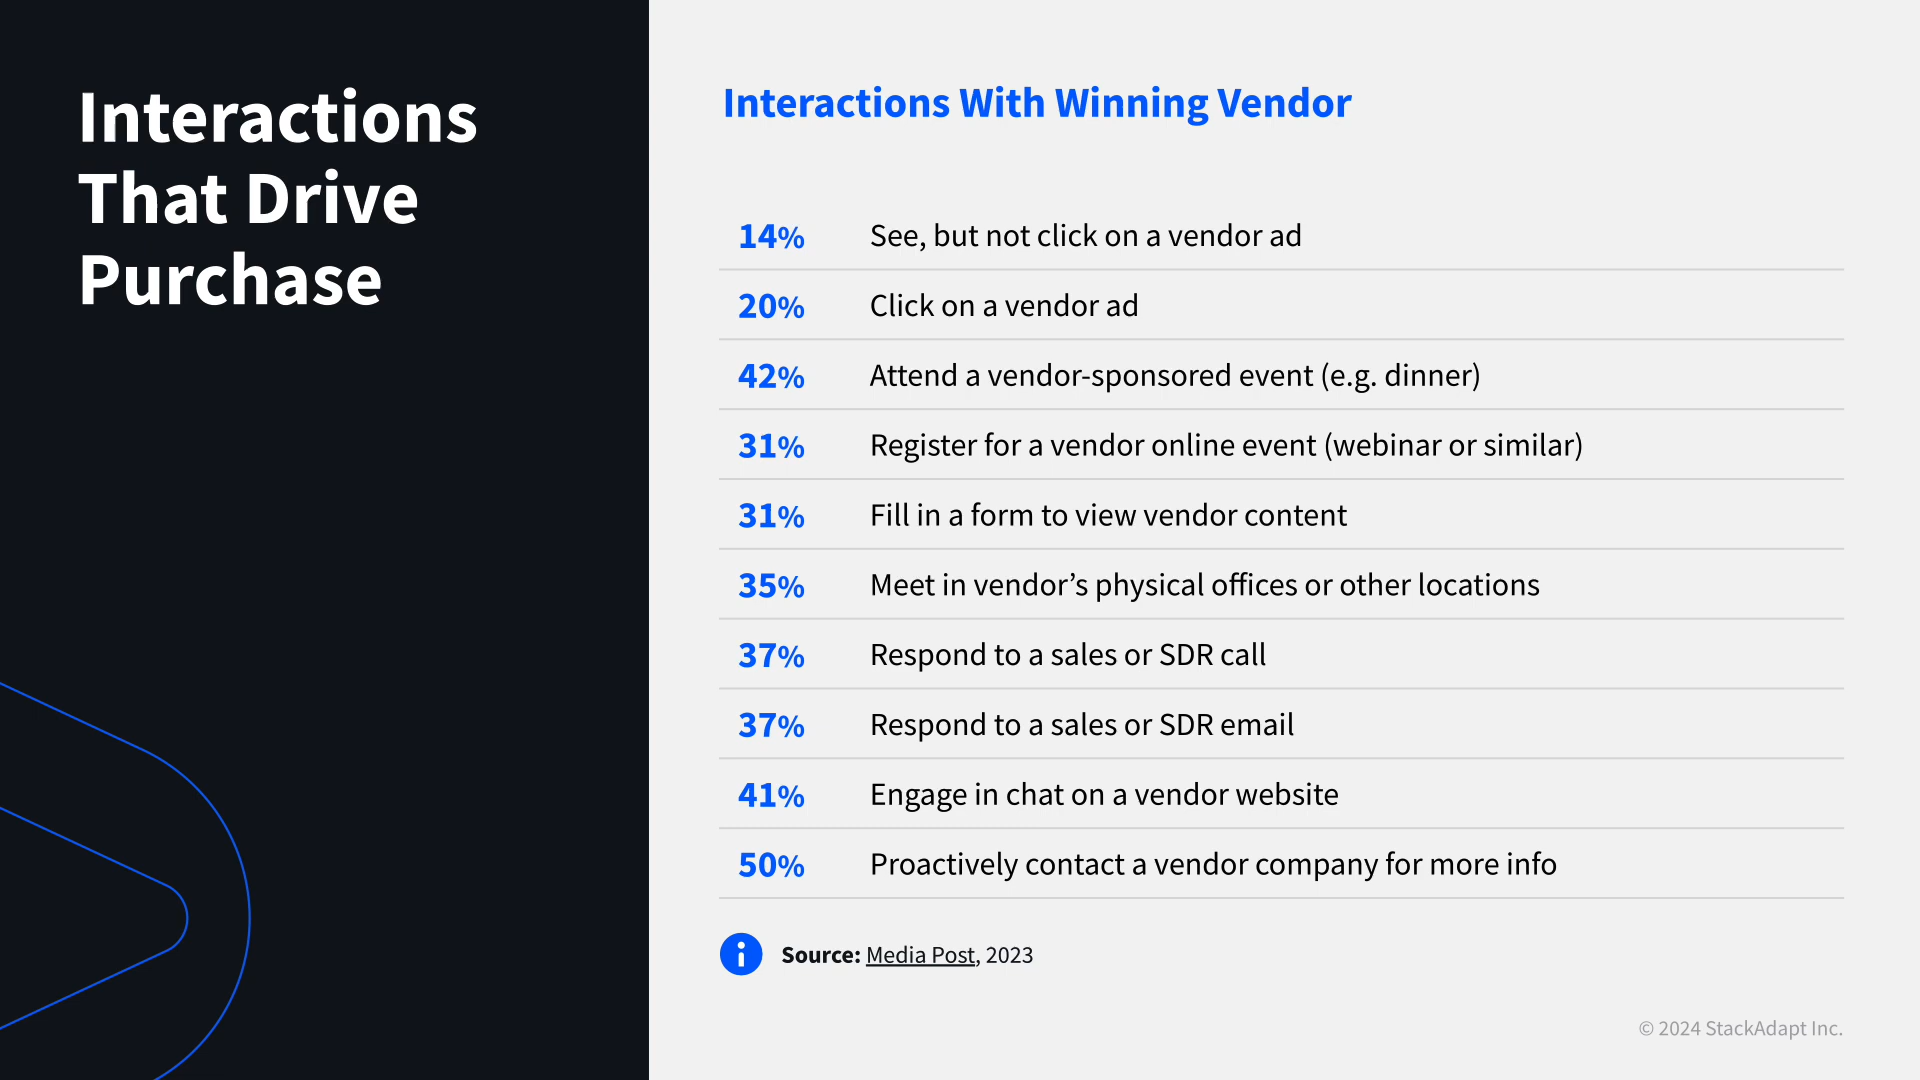 Interactions
That Drive
Purchase
Interactions With Winning Vendor
14% See, but not click on a vendor ad
20% Click on a vendor ad
42% Attend a vendor-sponsored event (e.g. dinner)
31% Register for a vendor online event (webinar or similar)
31% Fill in a form to view vendor content
35% Meet in vendor’s physical offices or other locations
37% Respond to a sales or SDR call
37% Respond to a sales or SDR email
41% Engage in chat on a vendor website
50% Proactively contact a vendor company for more info
Source: Media Post, 2023
© 2024 StackAdapt Inc.